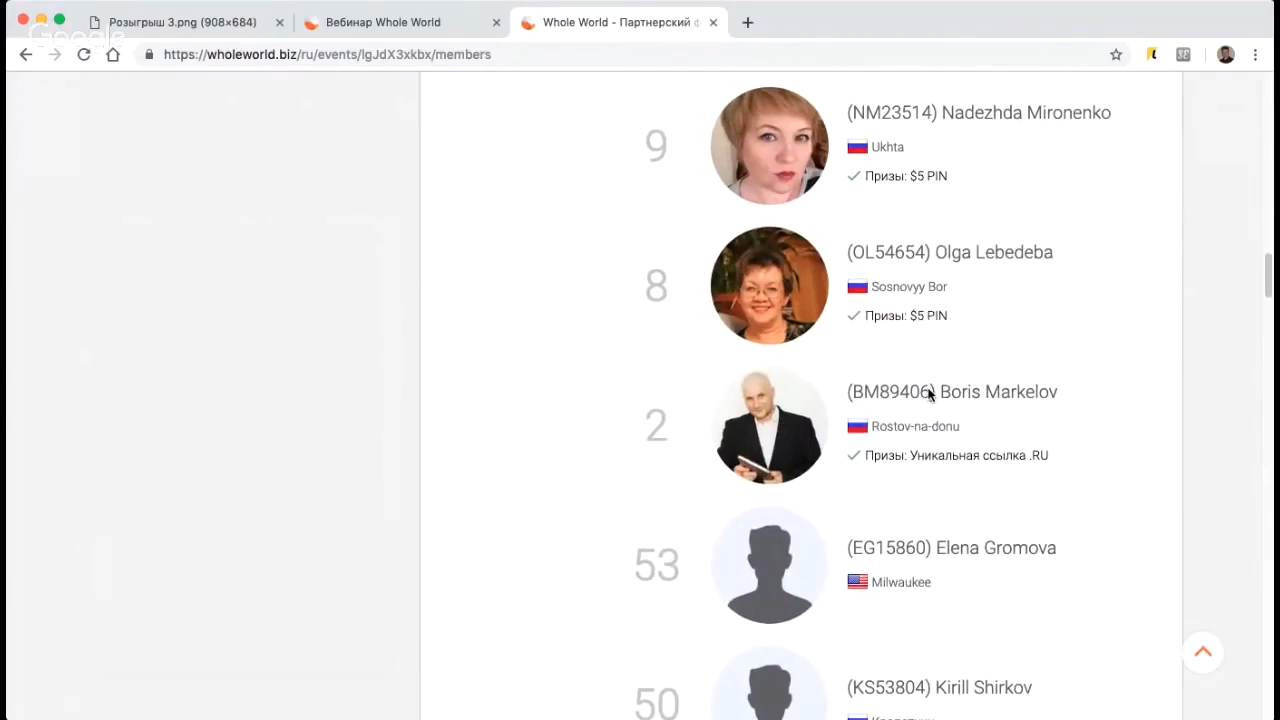 Розыгрыш 3.png (908×684)
Вебинар Whole World
Whole World - Партнерский ф
Google
https://wholeworld.biz/ru/events/lgJdX3xkbx/members
9
(NM23514) Nadezhda Mironenko
Ukhta
Призы: $5 PIN
8
(OL54654) Olga Lebedeba
Sosnovyy Bor
Призы: $5 PIN
2
(BM89406) Boris Markelov
Rostov-na-donu
Призы: Уникальная ссылка .RU
53
(EG15860) Elena Gromova
Milwaukee
50
(KS53804) Kirill Shirkov